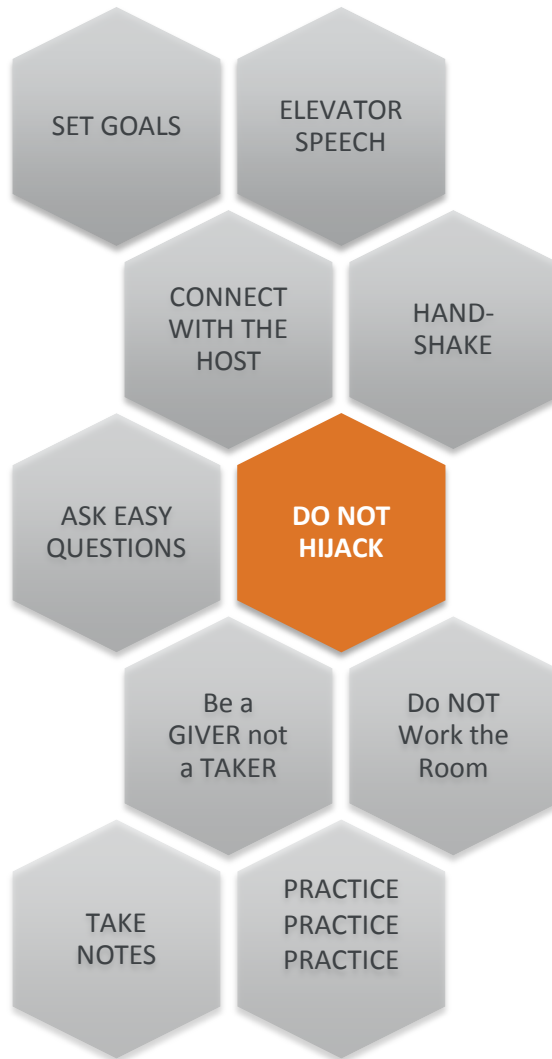 SET GOALS
ELEVATOR
SPEECH
CONNECT
WITH THE
HOST
HAND-
SHAKE
ASK EASY
QUESTIONS
DO NOT
HIJACK
Be a
GIVER not
a TAKER
Do NOT
Work the
Room
TAKE
NOTES
PRACTICE
PRACTICE
PRACTICE